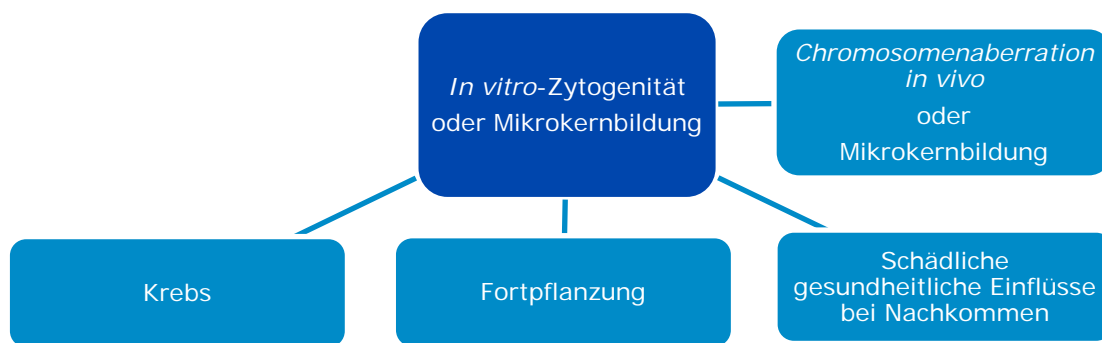 In vitro-Zytogenität
oder Mikrokernbildung
Chromosomenaberration
in vivo
oder
Mikrokernbildung
Krebs
Fortpflanzung
Schädliche
gesundheitliche Einflüsse
bei Nachkommen